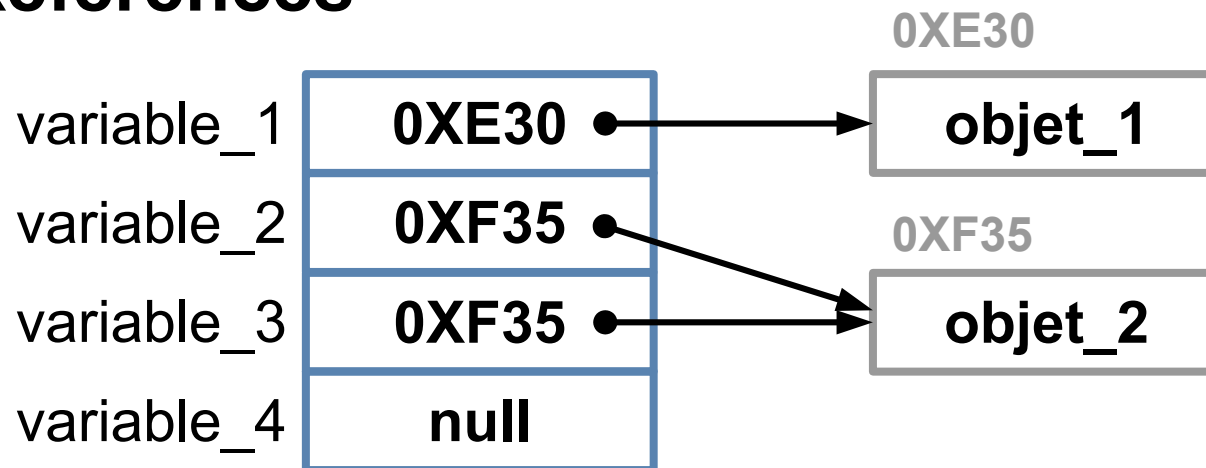 0XE30
variable_1 0XE30 objet_1
variable_2 0XF35
0XF35
variable_3 0XF35 objet_2
variable_4 null